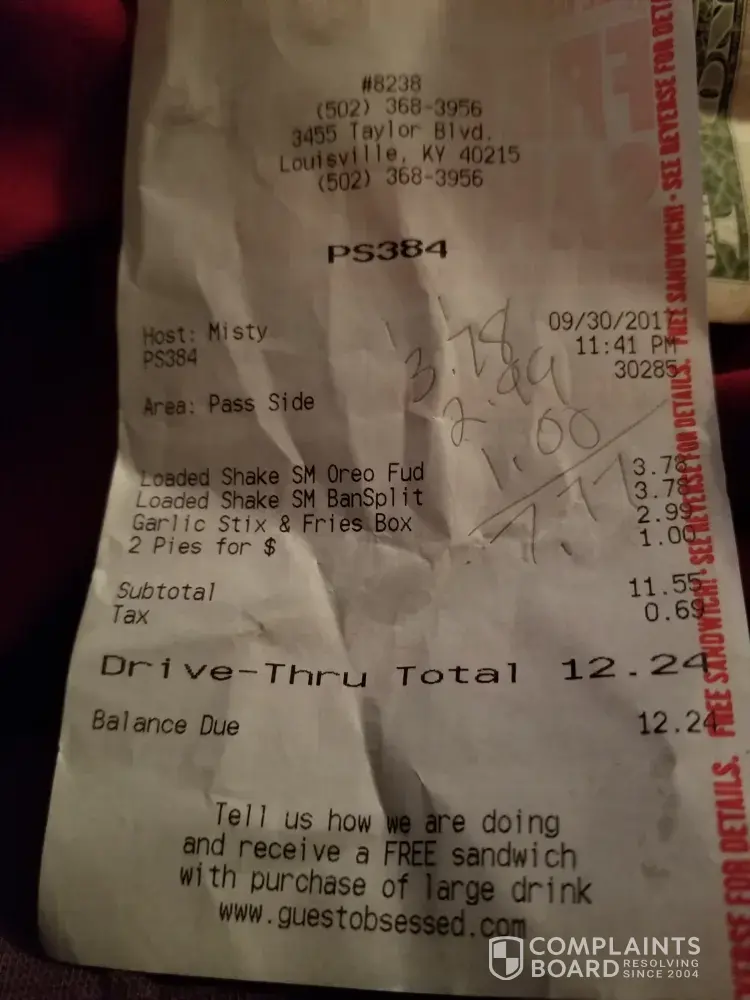 #8238
(502) 368-3956
3455 Taylor Blvd.
Louisville, KY 40215
(502) 368-3956
PS384
Host: Misty 09/30/2017
PS384 11:41 PM
30285
Area: Pass Side
3.78
2.99
1.00
7.77
Loaded Shake SM Oreo Fud 3.78
Loaded Shake SM BanSplit 3.78
Garlic Stix & Fries Box 2.99
2 Pies for $ 1.00
Subtotal 11.55
Tax 0.69
Drive-Thru Total 12.24
Balance Due 12.24
Tell us how we are doing
and receive a FREE sandwich
with purchase of large drink
www.guestobsessed.com
FREE SANDWICH! • SEE REVERSE FOR DETAILS. FREE SANDWICH! • SEE REVERSE FOR DETAILS.
COMPLAINTS
BOARD RESOLVING
SINCE 2004